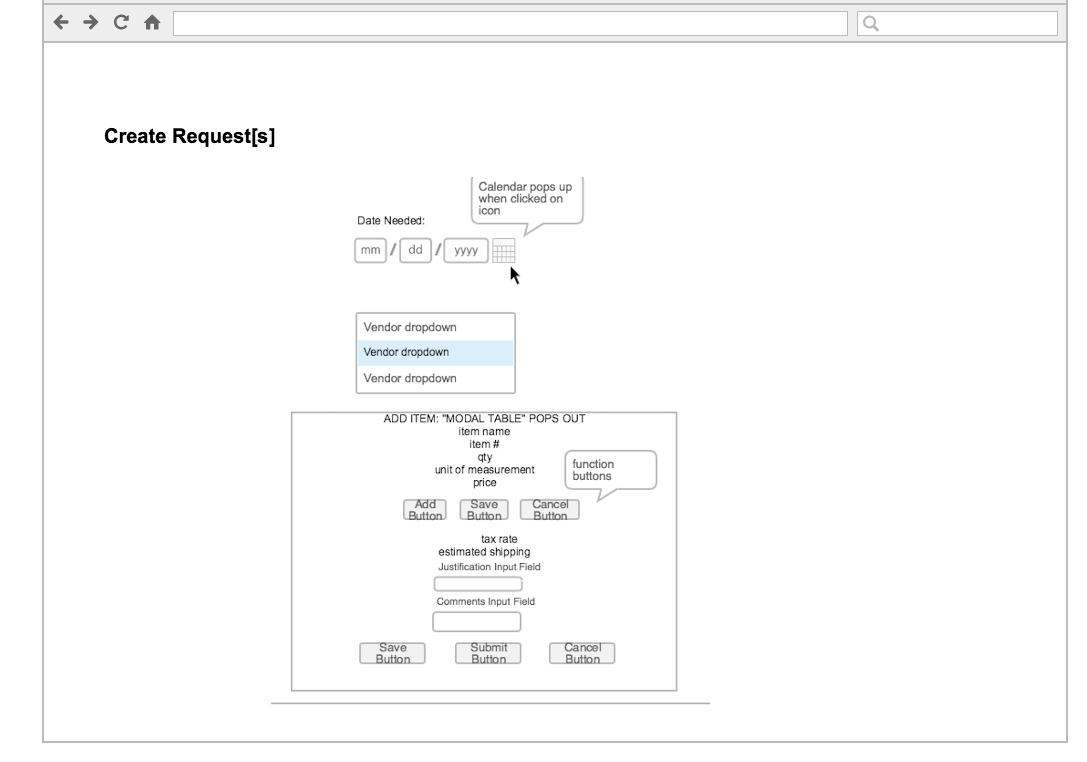 Create Request[s]
Calendar pops up
when clicked on
icon
Date Needed:
mm / dd / yyyy
Vendor dropdown
Vendor dropdown
Vendor dropdown
ADD ITEM: "MODAL TABLE" POPS OUT
item name
item #
qty
unit of measurement
price
function
buttons
Add Save Cancel
Button Button Button
tax rate
estimated shipping
Justification Input Field
Comments Input Field
Save Submit Cancel
Button Button Button